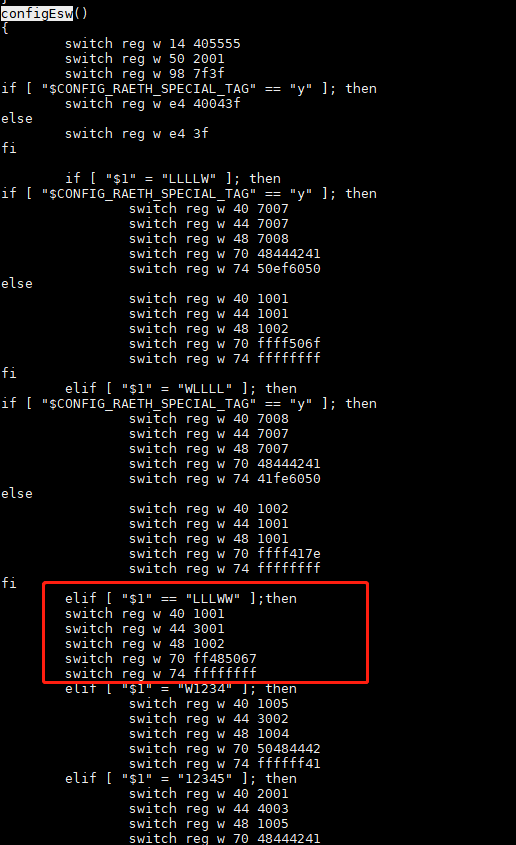 configEsw()
{
switch reg w 14 405555
switch reg w 50 2001
switch reg w 98 7f3f
if [ "$CONFIG_RAETH_SPECIAL_TAG" == "y" ]; then
switch reg w e4 40043f
else
switch reg w e4 3f
fi
if [ "$1" = "LLLLW" ]; then
if [ "$CONFIG_RAETH_SPECIAL_TAG" == "y" ]; then
switch reg w 40 7007
switch reg w 44 7007
switch reg w 48 7008
switch reg w 70 48444241
switch reg w 74 50ef6050
else
switch reg w 40 1001
switch reg w 44 1001
switch reg w 48 1002
switch reg w 70 ffff506f
switch reg w 74 ffffffff
fi
elif [ "$1" = "WLLLL" ]; then
if [ "$CONFIG_RAETH_SPECIAL_TAG" == "y" ]; then
switch reg w 40 7008
switch reg w 44 7007
switch reg w 48 7007
switch reg w 70 48444241
switch reg w 74 41fe6050
else
switch reg w 40 1002
switch reg w 44 1001
switch reg w 48 1001
switch reg w 70 ffff417e
switch reg w 74 ffffffff
fi
elif [ "$1" == "LLLWW" ];then
switch reg w 40 1001
switch reg w 44 3001
switch reg w 48 1002
switch reg w 70 ff485067
switch reg w 74 ffffffff
elif [ "$1" = "W1234" ]; then
switch reg w 40 1005
switch reg w 44 3002
switch reg w 48 1004
switch reg w 70 50484442
switch reg w 74 ffffff41
elif [ "$1" = "12345" ]; then
switch reg w 40 2001
switch reg w 44 4003
switch reg w 48 1005
switch reg w 70 48444241